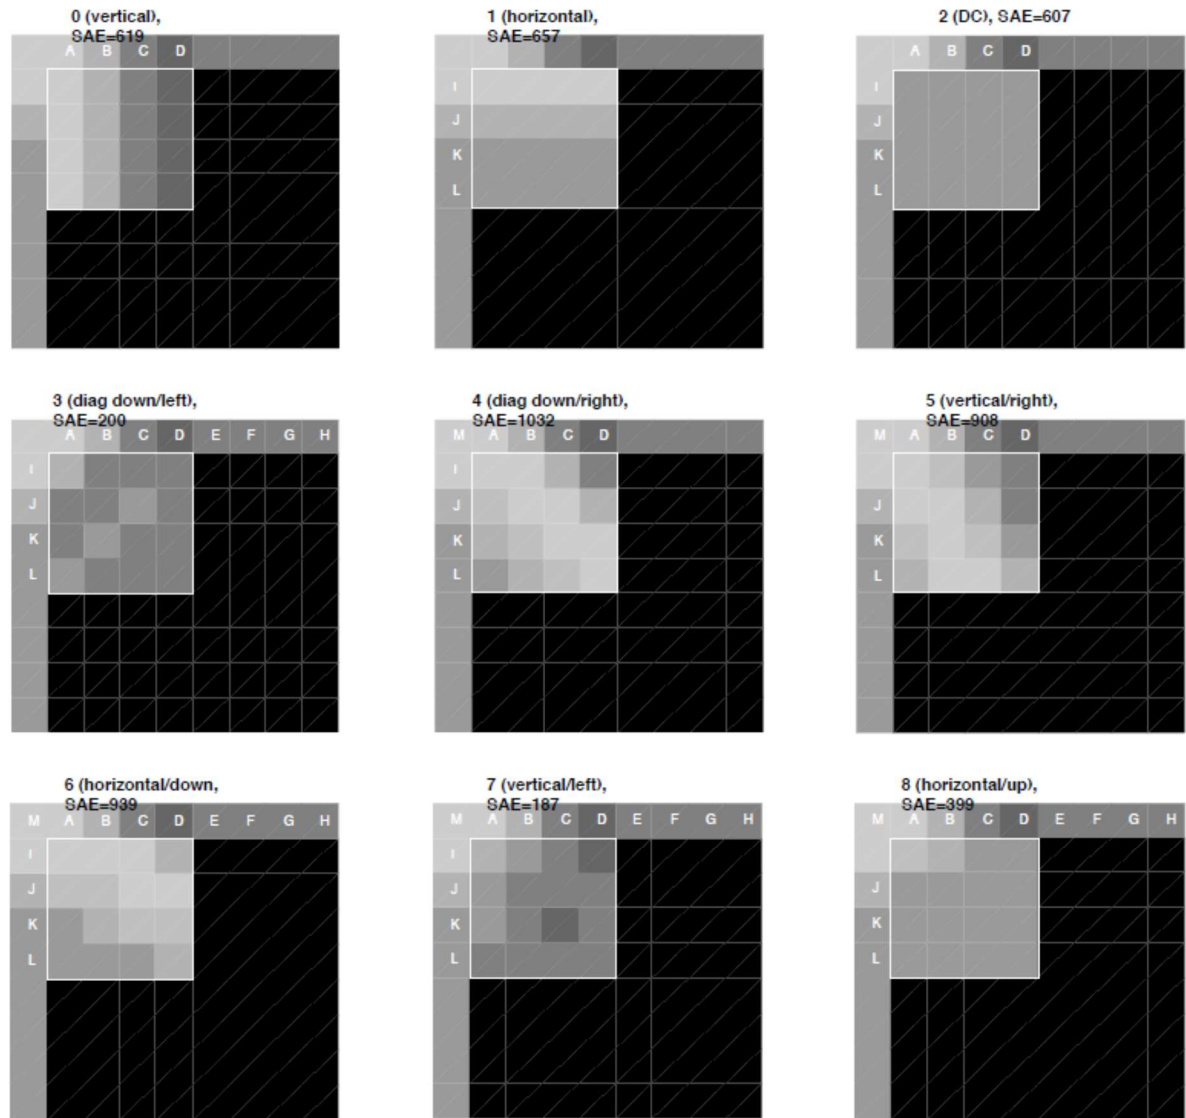 0 (vertical),
SAE=619
A B C D
1 (horizontal),
SAE=657
I
J
K
L
2 (DC), SAE=607
A B C D
I
J
K
L
3 (diag down/left),
SAE=200
A B C D E F G H
I
J
K
L
4 (diag down/right),
SAE=1032
M A B C D
I
J
K
L
5 (vertical/right),
SAE=908
M A B C D
J
K
L
6 (horizontal/down,
SAE=939
M A B C D E F G H
I
J
K
L
7 (vertical/left),
SAE=187
M A B C D E F G H
I
J
K
L
8 (horizontal/up),
SAE=399
M A B C D E F G H
J
K
L